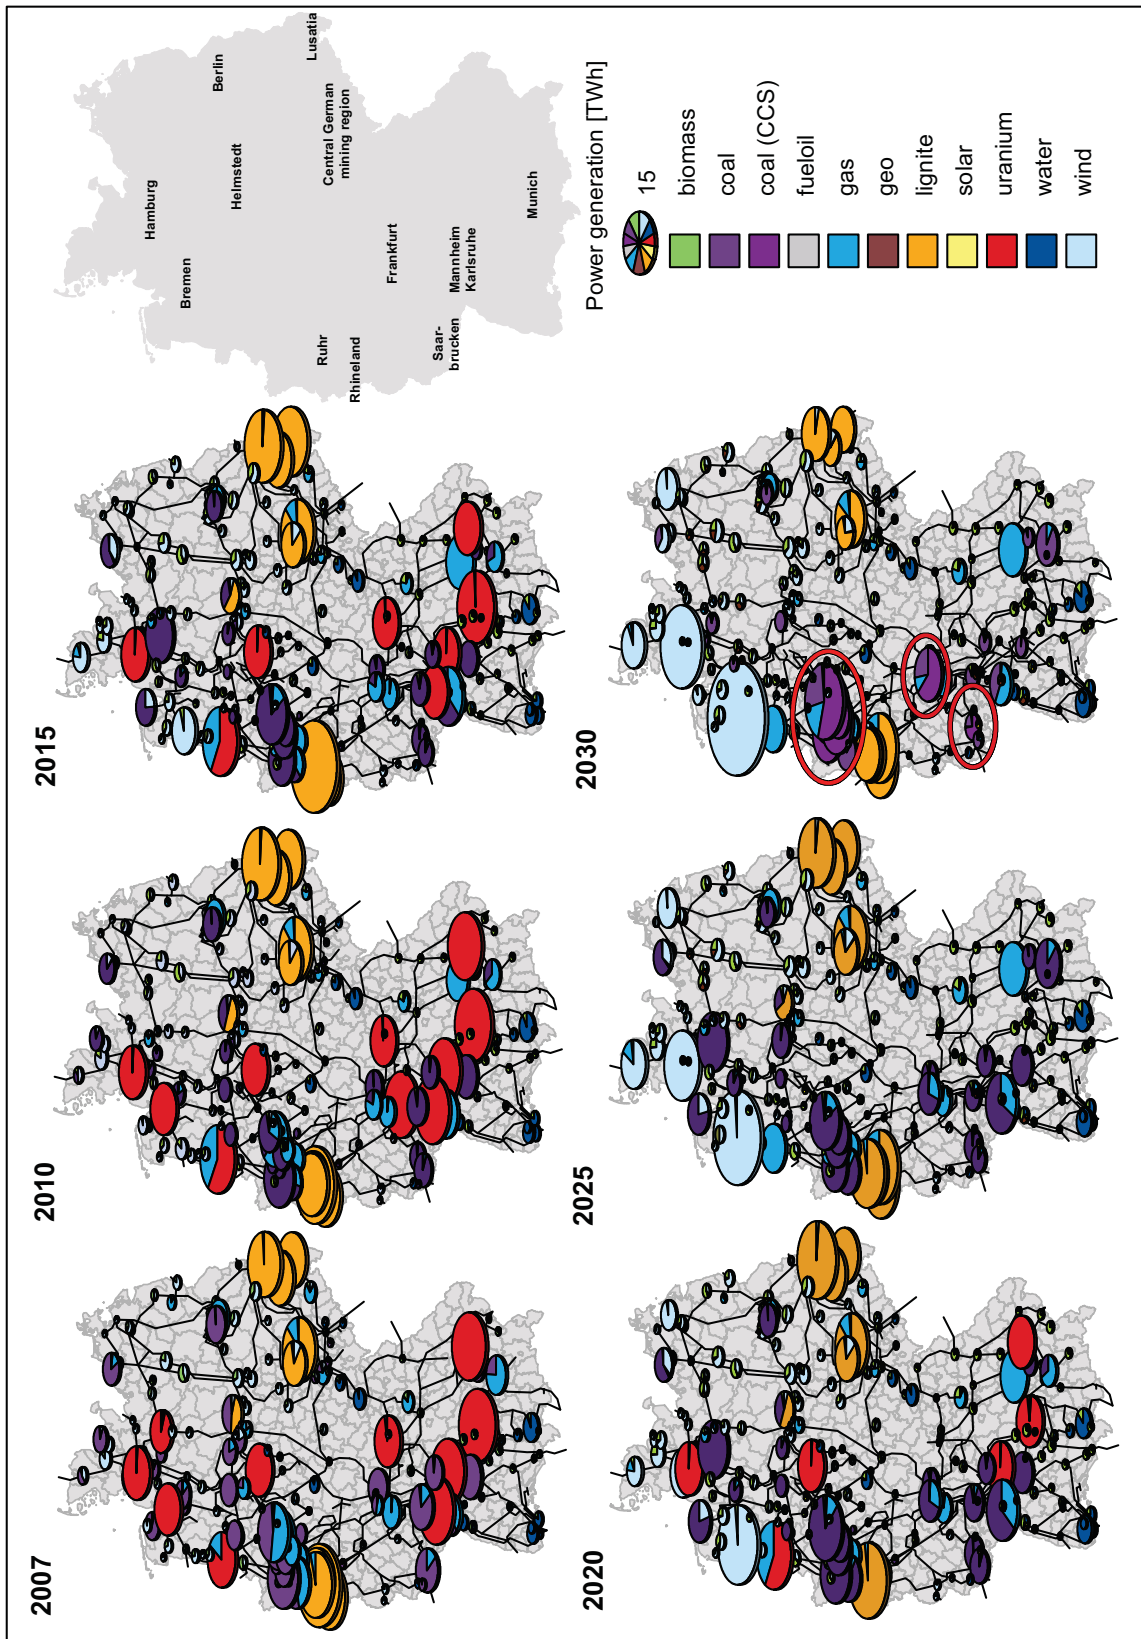 2007
2010
2015
Hamburg
Bremen
Berlin
Helmstedt
Lusatia
Central German
mining region
Ruhr
Rhineland
Frankfurt
Saar-
brucken
Mannheim
Karlsruhe
Munich
2020
2025
2030
Power generation [TWh]
15
biomass
coal
coal (CCS)
fueloil
gas
geo
lignite
solar
uranium
water
wind